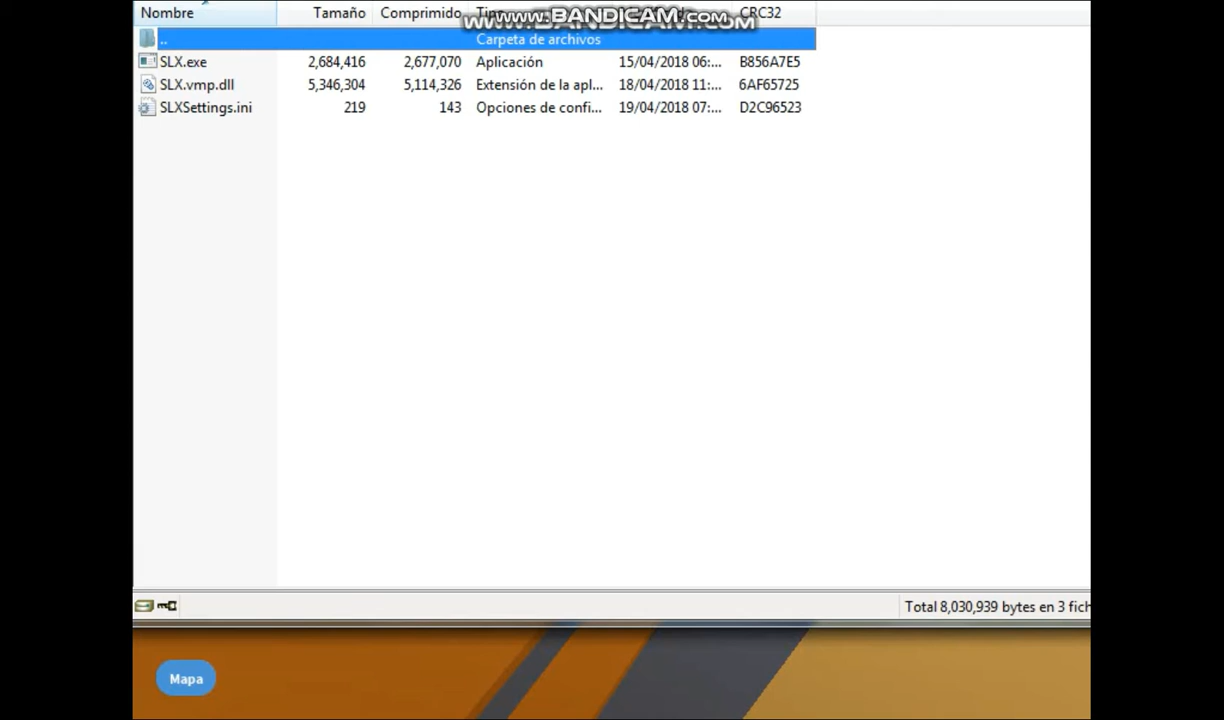 Nombre Tamaño Comprimido CRC32
www.BANDICAM.com
www.BANDICAM.COM
.. Carpeta de archivos
SLX.exe 2,684,416 2,677,070 Aplicación 15/04/2018 06:... B856A7E5
SLX.vmp.dll 5,346,304 5,114,326 Extensión de la apl... 18/04/2018 11:... 6AF65725
SLXSettings.ini 219 143 Opciones de confi... 19/04/2018 07:... D2C96523
Total 8,030,939 bytes en 3 fich
Mapa